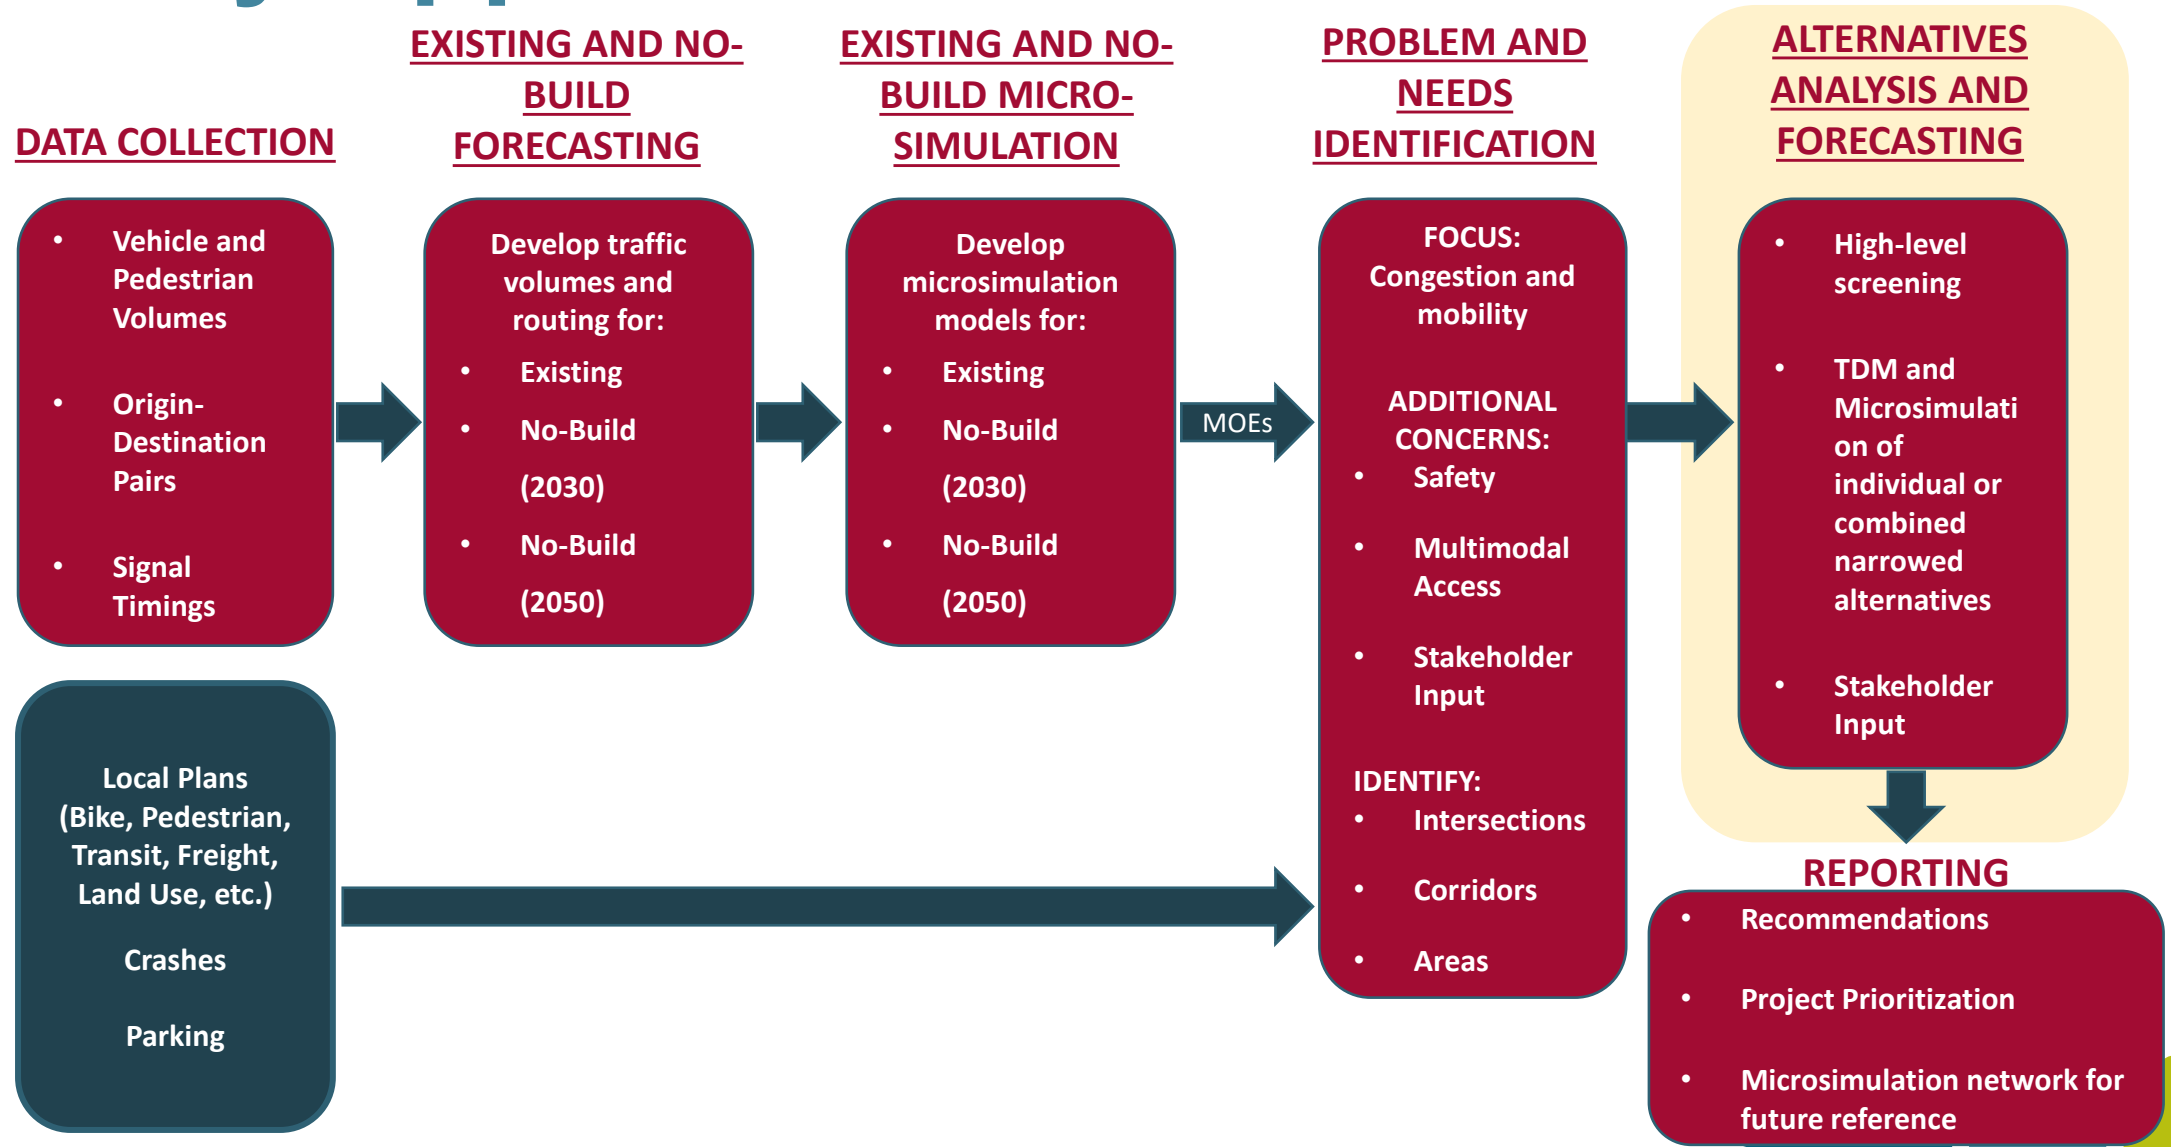 DATA COLLECTION
• Vehicle and
Pedestrian
Volumes
• Origin-
Destination
Pairs
• Signal
Timings
EXISTING AND NO-
BUILD
FORECASTING
Develop traffic
volumes and
routing for:
• Existing
• No-Build
(2030)
• No-Build
(2050)
EXISTING AND NO-
BUILD MICRO-
SIMULATION
Develop
microsimulation
models for:
• Existing
• No-Build
(2030)
• No-Build
(2050)
MOEs
PROBLEM AND
NEEDS
IDENTIFICATION
FOCUS:
Congestion and
mobility
ADDITIONAL
CONCERNS:
• Safety
• Multimodal
Access
• Stakeholder
Input
IDENTIFY:
• Intersections
• Corridors
• Areas
ALTERNATIVES
ANALYSIS AND
FORECASTING
• High-level
screening
• TDM and
Microsimulati
on of
individual or
combined
narrowed
alternatives
• Stakeholder
Input
Local Plans
(Bike, Pedestrian,
Transit, Freight,
Land Use, etc.)
Crashes
Parking
REPORTING
• Recommendations
• Project Prioritization
• Microsimulation network for
future reference